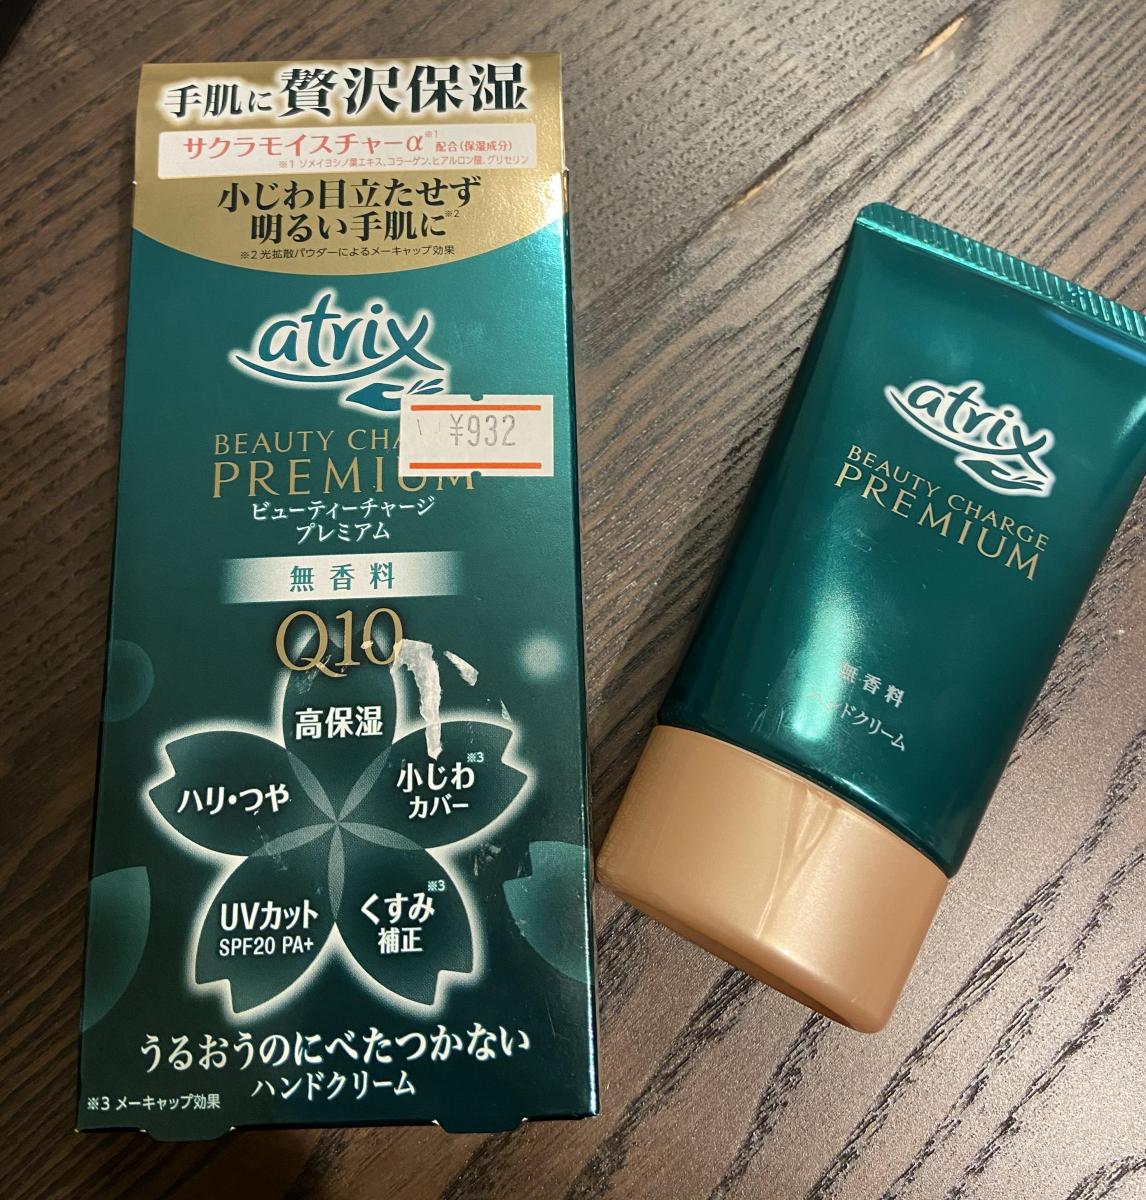 手肌に贅沢保湿
サクラモイスチャーα※1 配合(保湿成分)
※1 ソメイヨシノ葉エキス、コラーゲン、ヒアルロン酸、グリセリン
小じわ目立たせず
明るい手肌に※2
※2 光拡散パウダーによるメーキャップ効果
atrix
¥932
BEAUTY CHA
PREMIUM
ビューティーチャージ
プレミアム
無香料
Q10
高保湿
ハリ・つや
小じわ※3
カバー
UVカット
SPF20 PA+
くすみ※3
補正
うるおうのにべたつかない
ハンドクリーム
※3 メーキャップ効果
atrix
BEAUTY CHARGE
PREMIUM
無香料
ハンドクリーム